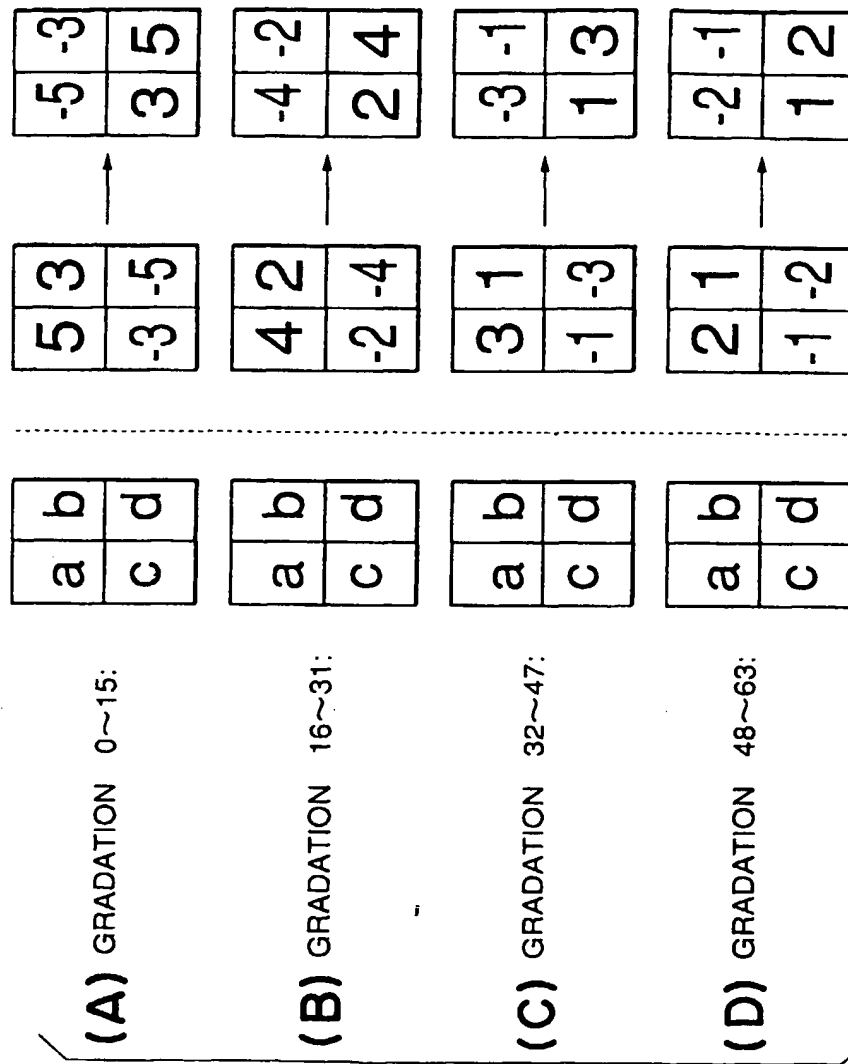 (A) GRADATION 0~15:
a b 5 3 → -5 -3
c d -3 -5 3 5
(B) GRADATION 16~31:
a b 4 2 → -4 -2
c d -2 -4 2 4
(C) GRADATION 32~47:
a b 3 1 → -3 -1
c d -1 -3 1 3
(D) GRADATION 48~63:
a b 2 1 → -2 -1
c d -1 -2 1 2